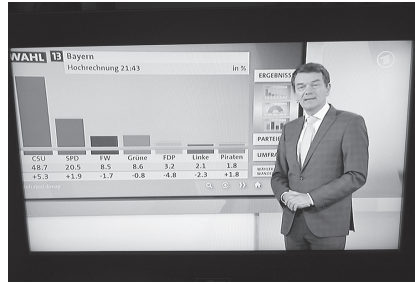 WAHL 13 Bayern
Hochrechnung 21:43 in %
ERGEBNISS
PARTEIE
UMFRA
CSU SPD FW Grüne FDP Linke Piraten
48.7 20.5 8.5 8.6 3.2 2.1 1.8
+5.3 +1.9 -1.7 -0.8 -4.8 -2.3 +1.8